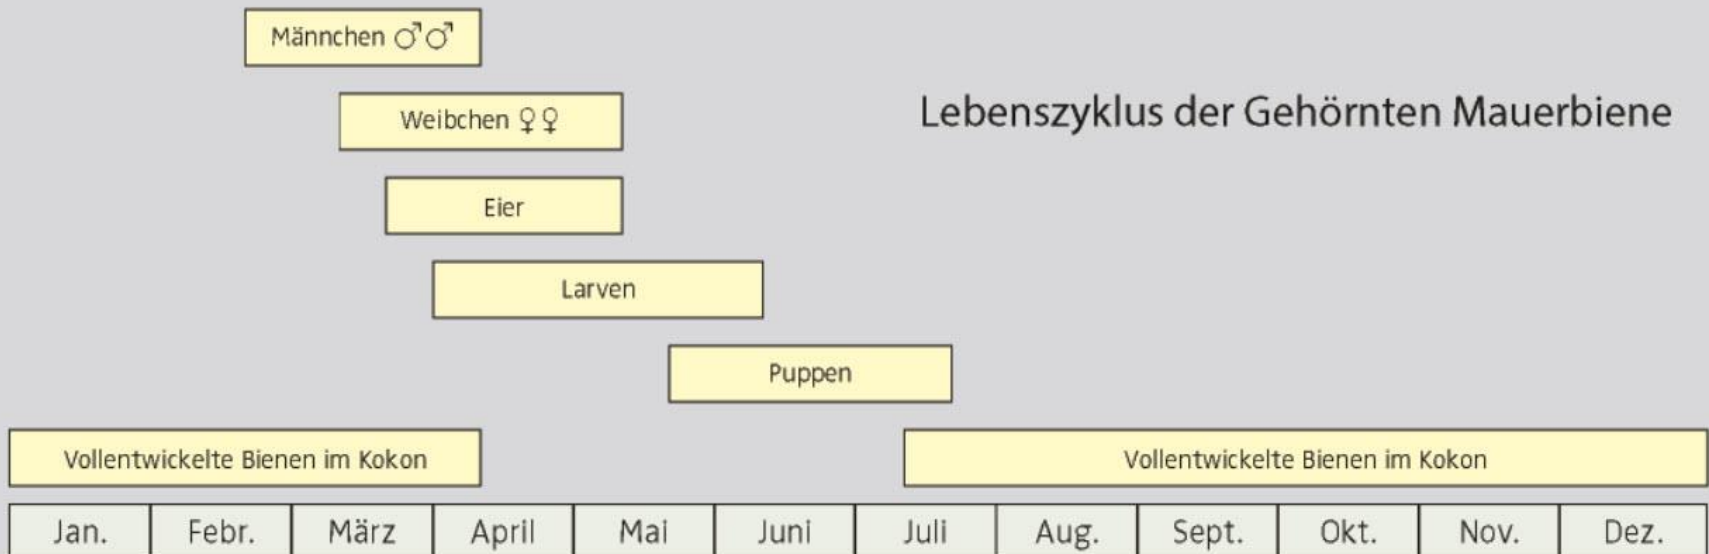 Männchen ♂♂
Weibchen ♀♀
Lebenszyklus der Gehörnten Mauerbiene
Eier
Larven
Puppen
Vollentwickelte Bienen im Kokon
Vollentwickelte Bienen im Kokon
Jan. Febr. März April Mai Juni Juli Aug. Sept. Okt. Nov. Dez.